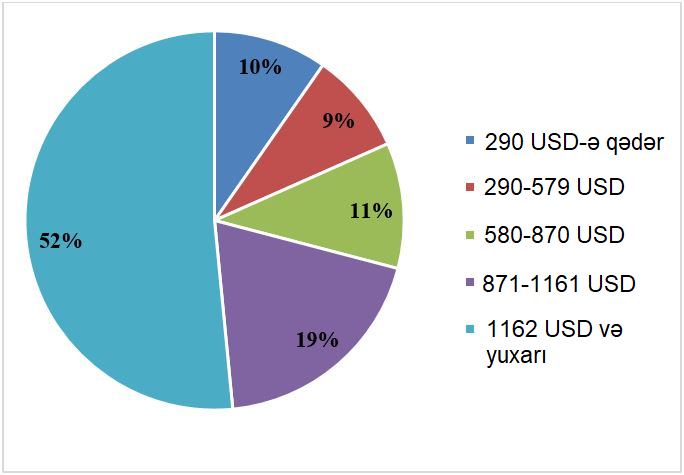 10%
9%
11%
19%
52%
290 USD-ə qədər
290-579 USD
580-870 USD
871-1161 USD
1162 USD və
yuxarı